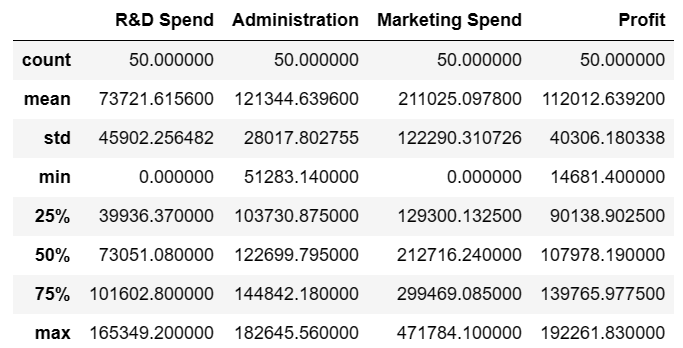 R&D Spend Administration Marketing Spend Profit
count 50.000000 50.000000 50.000000 50.000000
mean 73721.615600 121344.639600 211025.097800 112012.639200
std 45902.256482 28017.802755 122290.310726 40306.180338
min 0.000000 51283.140000 0.000000 14681.400000
25% 39936.370000 103730.875000 129300.132500 90138.902500
50% 73051.080000 122699.795000 212716.240000 107978.190000
75% 101602.800000 144842.180000 299469.085000 139765.977500
max 165349.200000 182645.560000 471784.100000 192261.830000